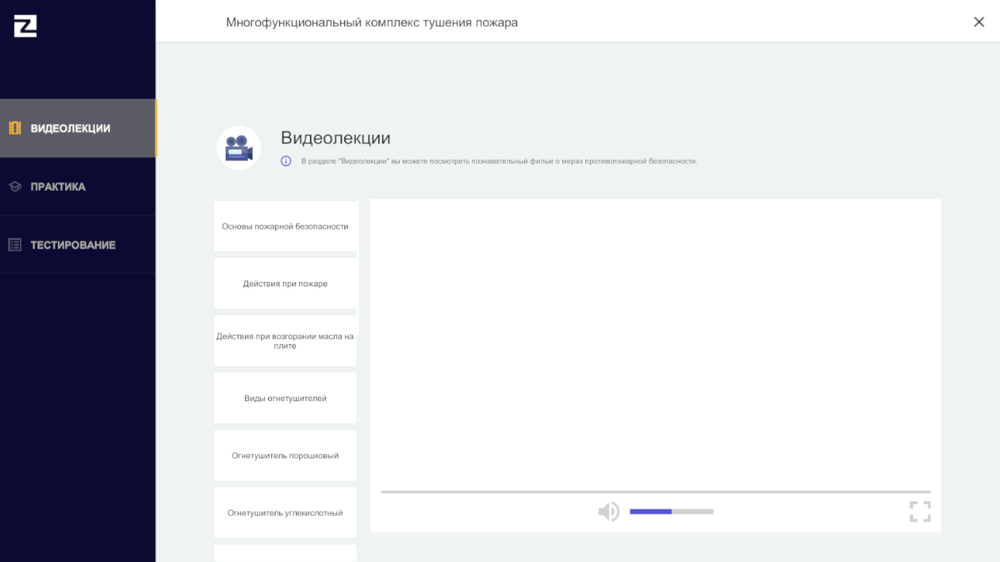 Многофункциональный комплекс тушения пожара
ВИДЕОЛЕКЦИИ
ПРАКТИКА
ТЕСТИРОВАНИЕ
Видеолекции
В разделе "Видеолекции" вы можете посмотреть познавательный фильм о мерах противопожарной безопасности.
Основы пожарной безопасности
Действия при пожаре
Действия при возгорании масла на
плите
Виды огнетушителей
Огнетушитель порошковый
Огнетушитель углекислотный